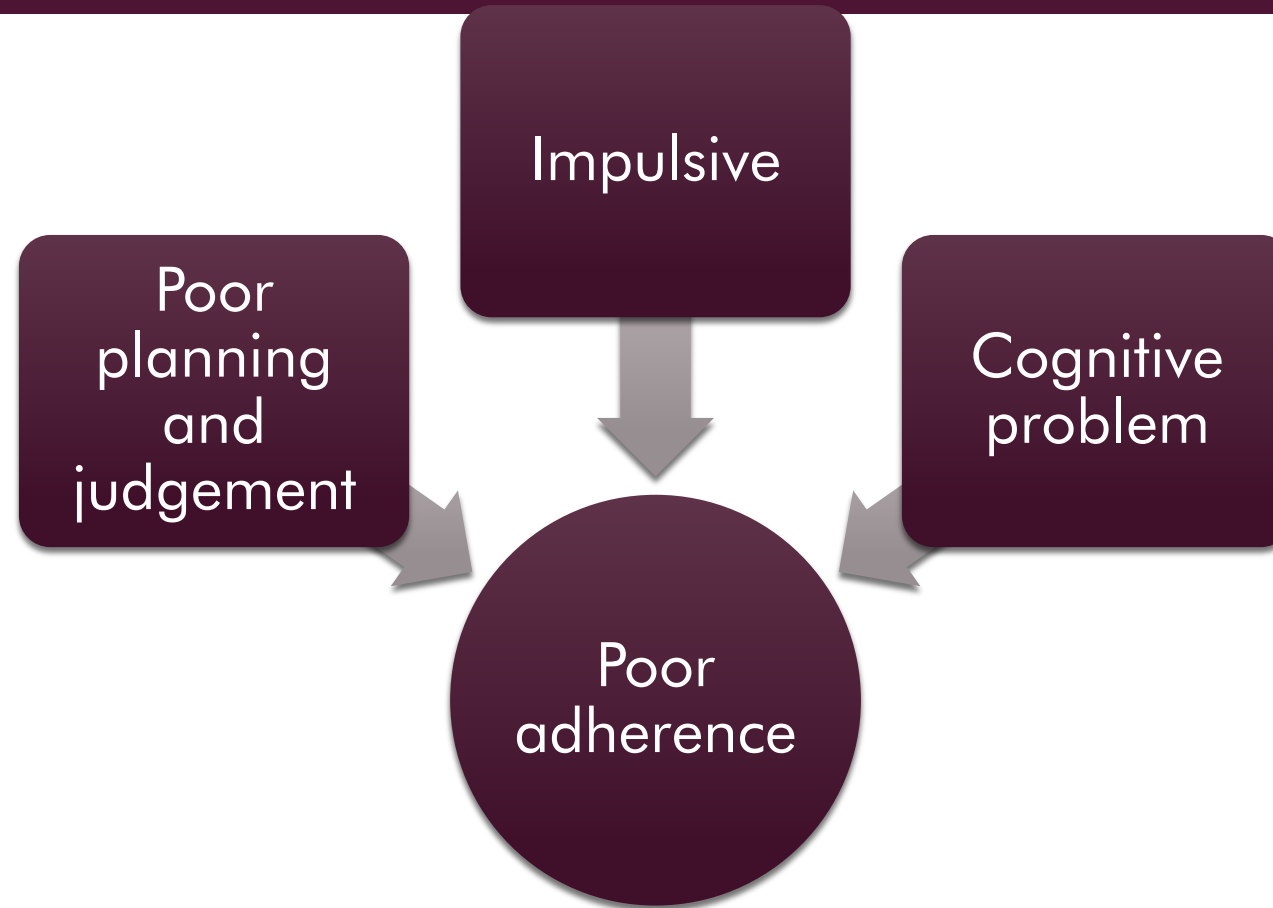 Impulsive
Poor
planning
and
judgement
Cognitive
problem
Poor
adherence